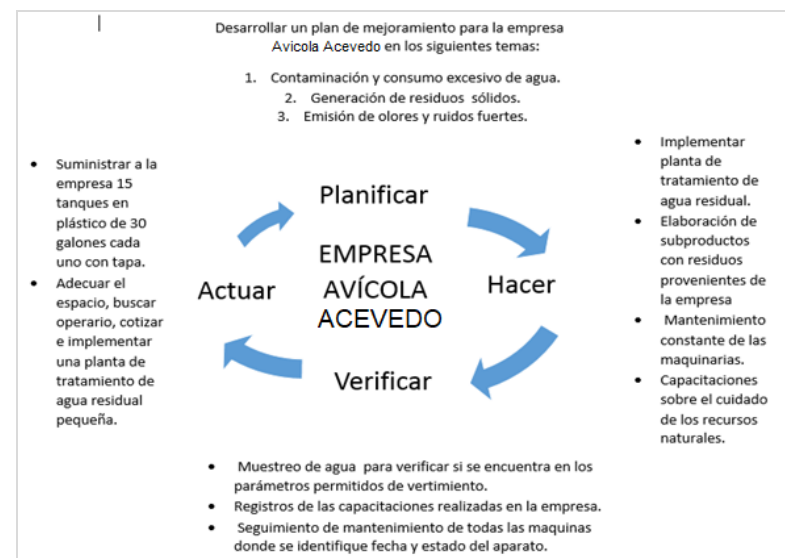 Desarrollar un plan de mejoramiento para la empresa
Avicola Acevedo en los siguientes temas:
1. Contaminación y consumo excesivo de agua.
2. Generación de residuos sólidos.
3. Emisión de olores y ruidos fuertes.
• Suministrar a la
empresa 15
tanques en
plástico de 30
galones cada
uno con tapa.
• Adecuar el
espacio, buscar
operario, cotizar
e implementar
una planta de
tratamiento de
agua residual
pequeña.
Planificar
EMPRESA
AVÍCOLA
ACEVEDO
Actuar
Hacer
Verificar
• Implementar
planta de
tratamiento de
agua residual.
• Elaboración de
subproductos
con residuos
provenientes de
la empresa
• Mantenimiento
constante de las
maquinarias.
• Capacitaciones
sobre el cuidado
de los recursos
naturales.
• Muestreo de agua para verificar si se encuentra en los
parámetros permitidos de vertimiento.
• Registros de las capacitaciones realizadas en la empresa.
• Seguimiento de mantenimiento de todas las maquinas
donde se identifique fecha y estado del aparato.